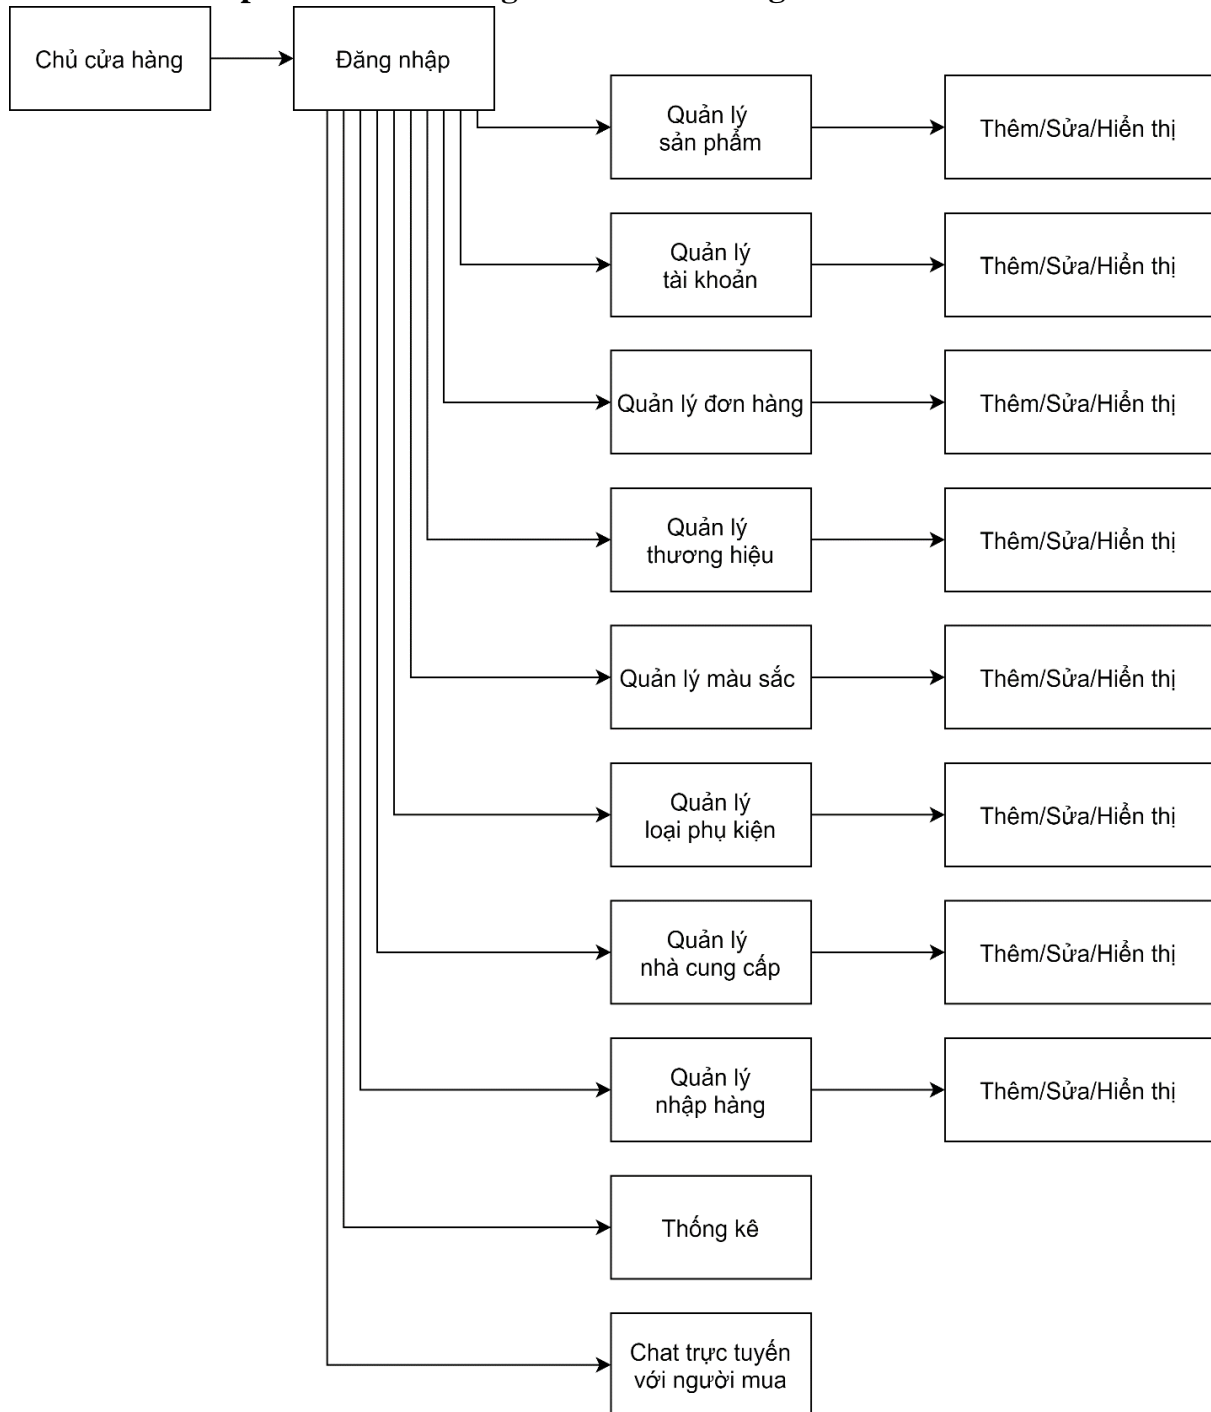 Chủ cửa hàng
Đăng nhập
Quản lý
sản phẩm
Thêm/Sửa/Hiển thị
Quản lý
tài khoản
Thêm/Sửa/Hiển thị
Quản lý đơn hàng
Thêm/Sửa/Hiển thị
Quản lý
thương hiệu
Thêm/Sửa/Hiển thị
Quản lý màu sắc
Thêm/Sửa/Hiển thị
Quản lý
loại phụ kiện
Thêm/Sửa/Hiển thị
Quản lý
nhà cung cấp
Thêm/Sửa/Hiển thị
Quản lý
nhập hàng
Thêm/Sửa/Hiển thị
Thống kê
Chat trực tuyến
với người mua